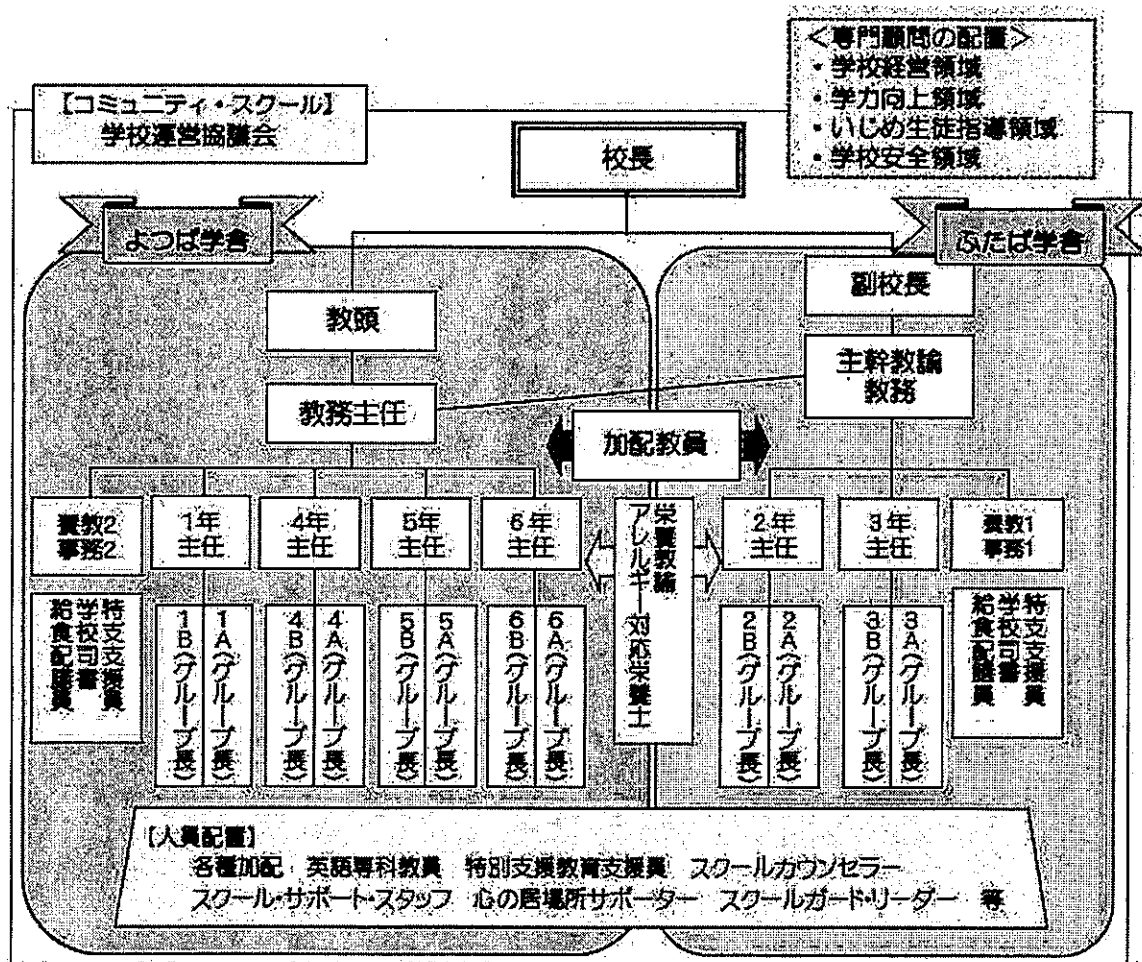 ＜専門顧問の配置＞
・学校経営領域
・学力向上領域
・いじめ生徒指導領域
・学校安全領域
【コミュニティ・スクール】
学校運営協議会
校長
よつば学舎
ふたば学舎
教頭
副校長
教務主任
主幹教諭
教務
加配教員
養教2
事務2
1年
主任
4年
主任
5年
主任
6年
主任
栄養教諭
アレルギー対応栄養士
2年
主任
3年
主任
養教1
事務1
特支支援員
学校司書
給食配膳員
1A(グループ長)
1B(グループ長)
4A(グループ長)
4B(グループ長)
5A(グループ長)
5B(グループ長)
6A(グループ長)
6B(グループ長)
2A(グループ長)
2B(グループ長)
3A(グループ長)
3B(グループ長)
特支支援員
学校司書
給食配膳員
【人員配置】
各種加配 英語専科教員 特別支援教育支援員 スクールカウンセラー
スクール・サポート・スタッフ 心の居場所サポーター スクールガード・リーダー 等